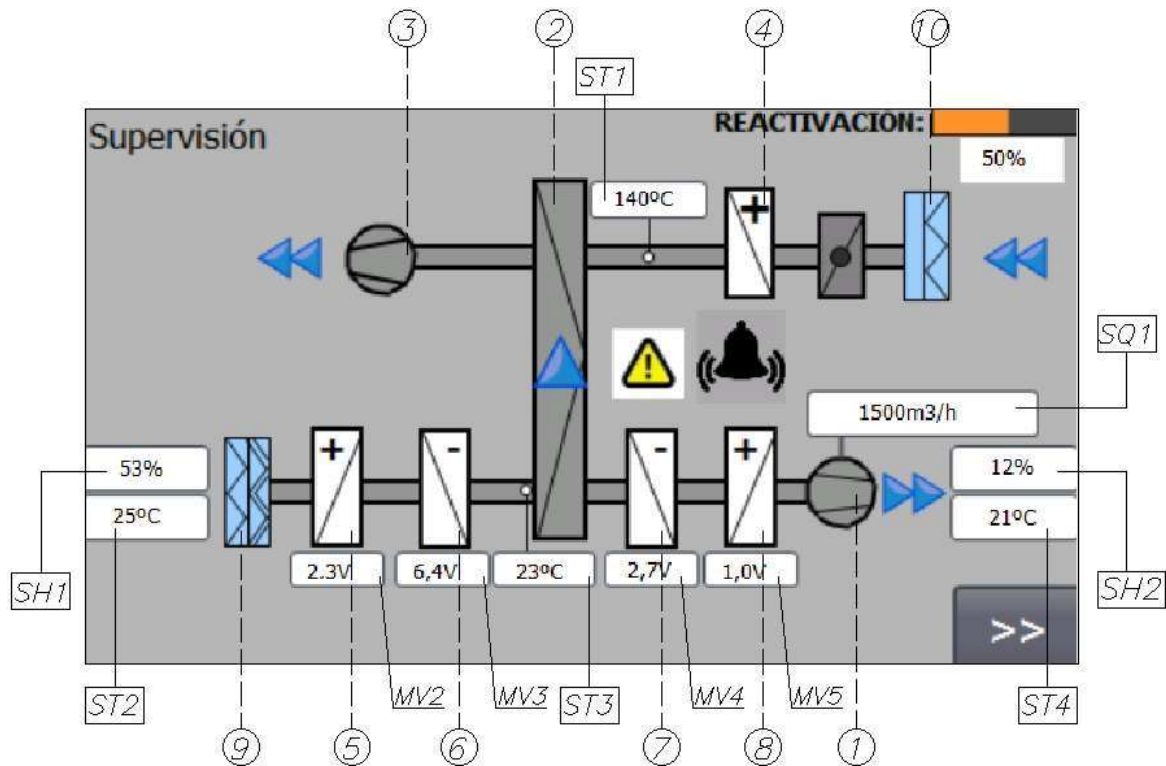 3 2 4 10
ST1
Supervisión
REACTIVACIÓN:
50%
140ºC
+
SQ1
!
1500m3/h
53%
+
-
-
+
12%
25ºC
21ºC
2.3V
6,4V
23ºC
2,7V
1,0V
SH1
SH2
>>
ST2
MV2
MV3
ST3
MV4
MV5
ST4
9 5 6 7 8 1